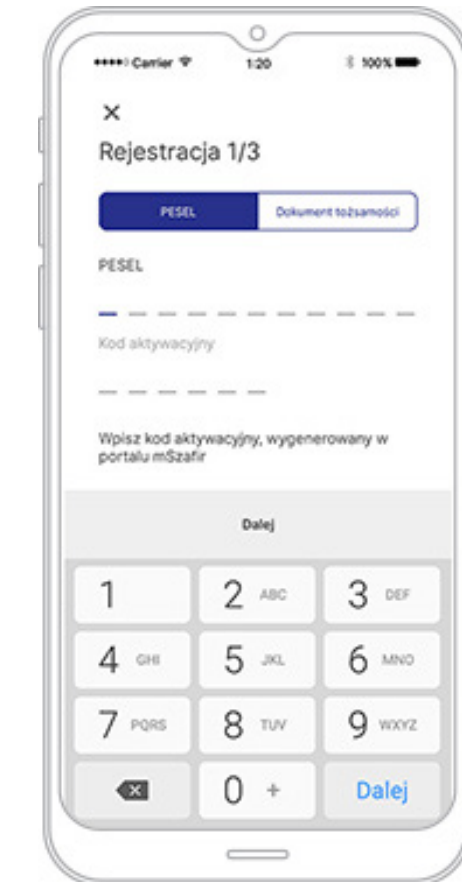 Carrier 1:20 100%
Rejestracja 1/3
PESEL Dokument tożsamości
PESEL
Kod aktywacyjny
Wpisz kod aktywacyjny, wygenerowany w
portalu mSzafir
Dalej
1 2 ABC 3 DEF
4 GHI 5 JKL 6 MNO
7 PQRS 8 TUV 9 WXYZ
0 + Dalej